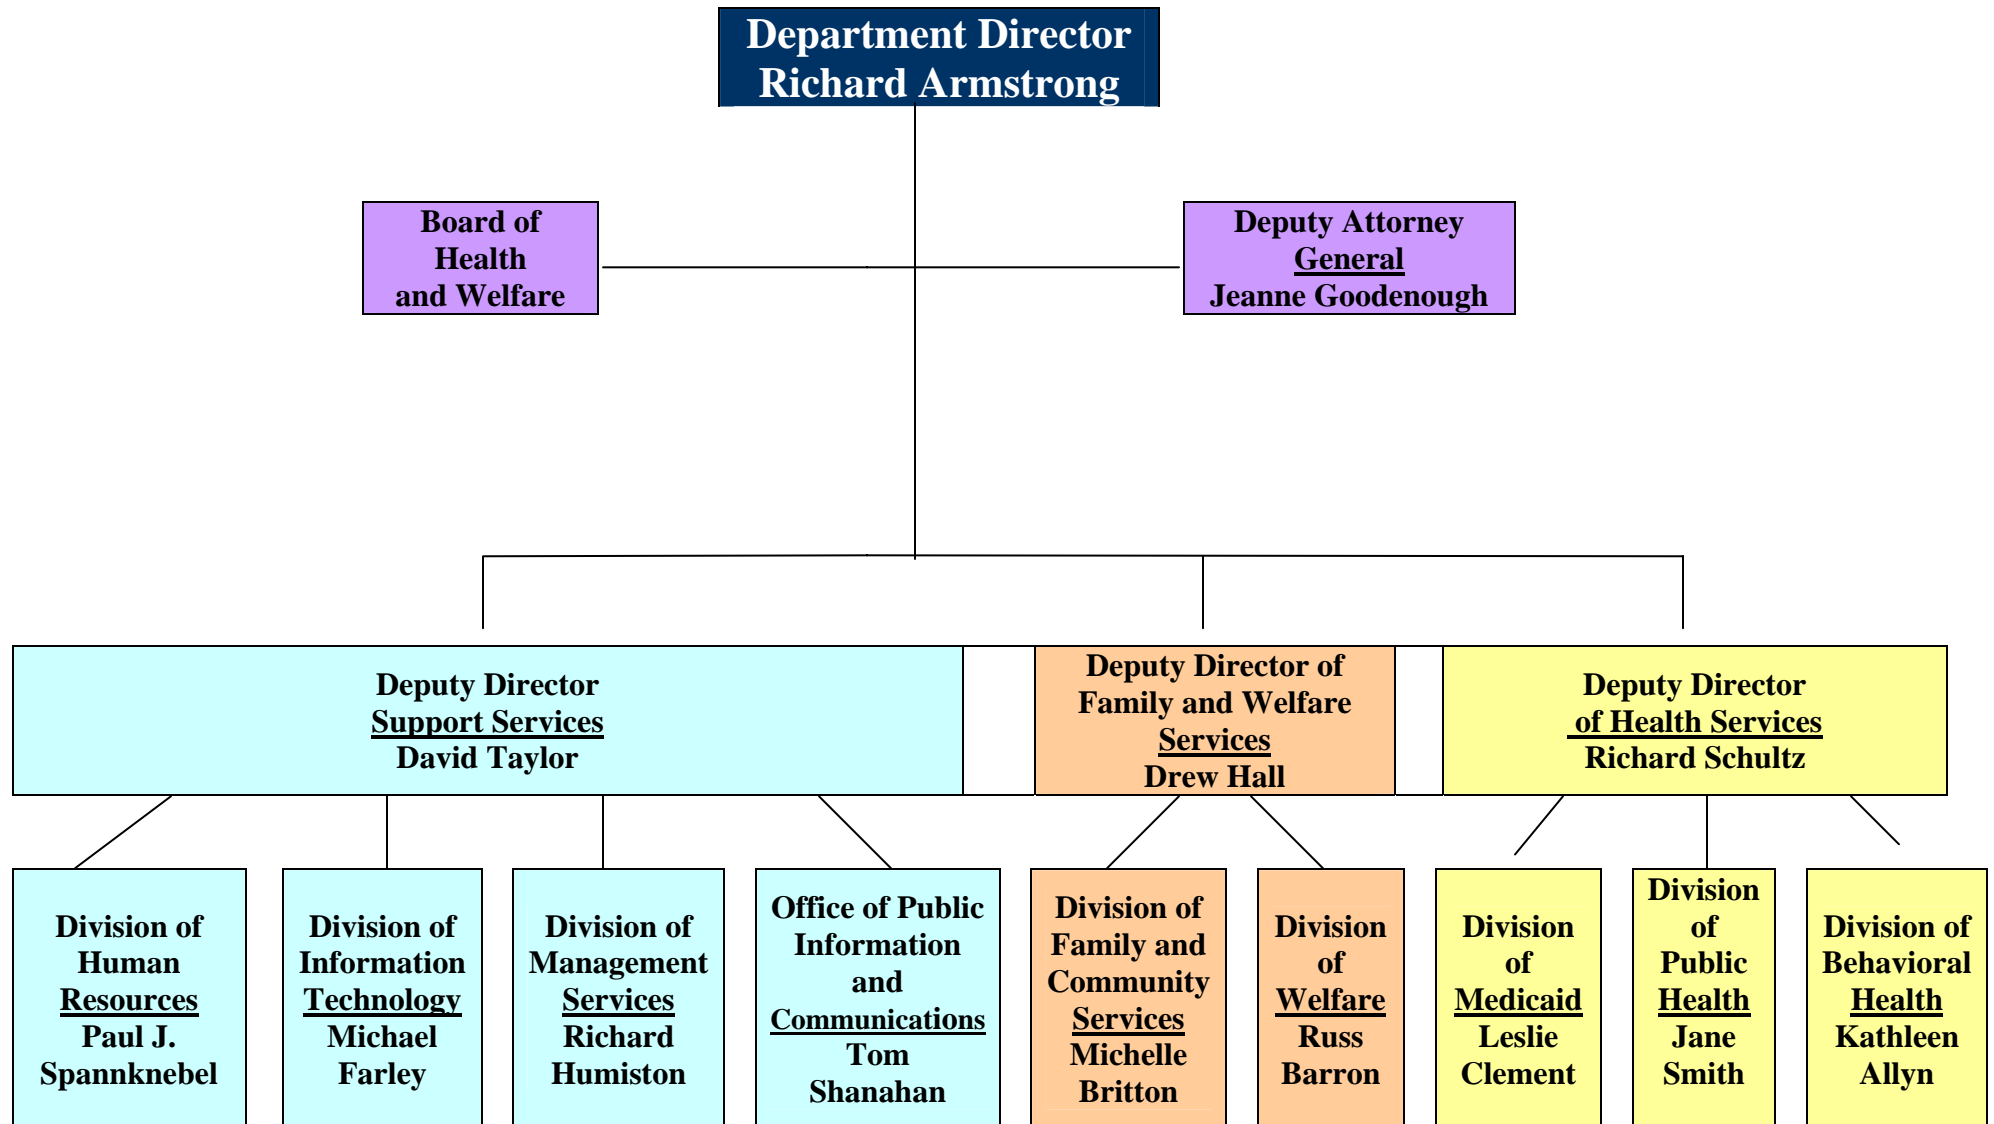 Department Director
Richard Armstrong
Board of
Health
and Welfare
Deputy Attorney
General
Jeanne Goodenough
Deputy Director
Support Services
David Taylor
Deputy Director of
Family and Welfare
Services
Drew Hall
Deputy Director
of Health Services
Richard Schultz
Division of
Human
Resources
Paul J.
Spannknebel
Division of
Information
Technology
Michael
Farley
Division of
Management
Services
Richard
Humiston
Office of Public
Information
and
Communications
Tom
Shanahan
Division of
Family and
Community
Services
Michelle
Britton
Division
of
Welfare
Russ
Barron
Division
of
Medicaid
Leslie
Clement
Division
of
Public
Health
Jane
Smith
Division of
Behavioral
Health
Kathleen
Allyn